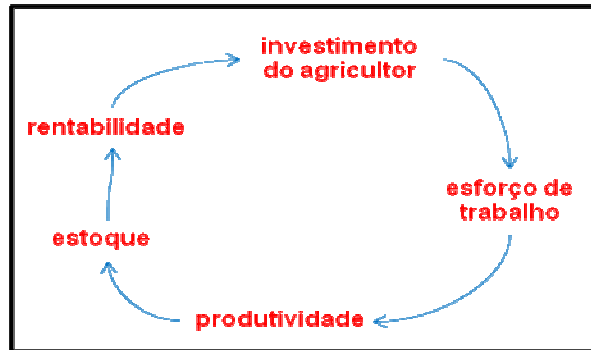 investimento
do agricultor
rentabilidade
esforço de
trabalho
estoque
produtividade